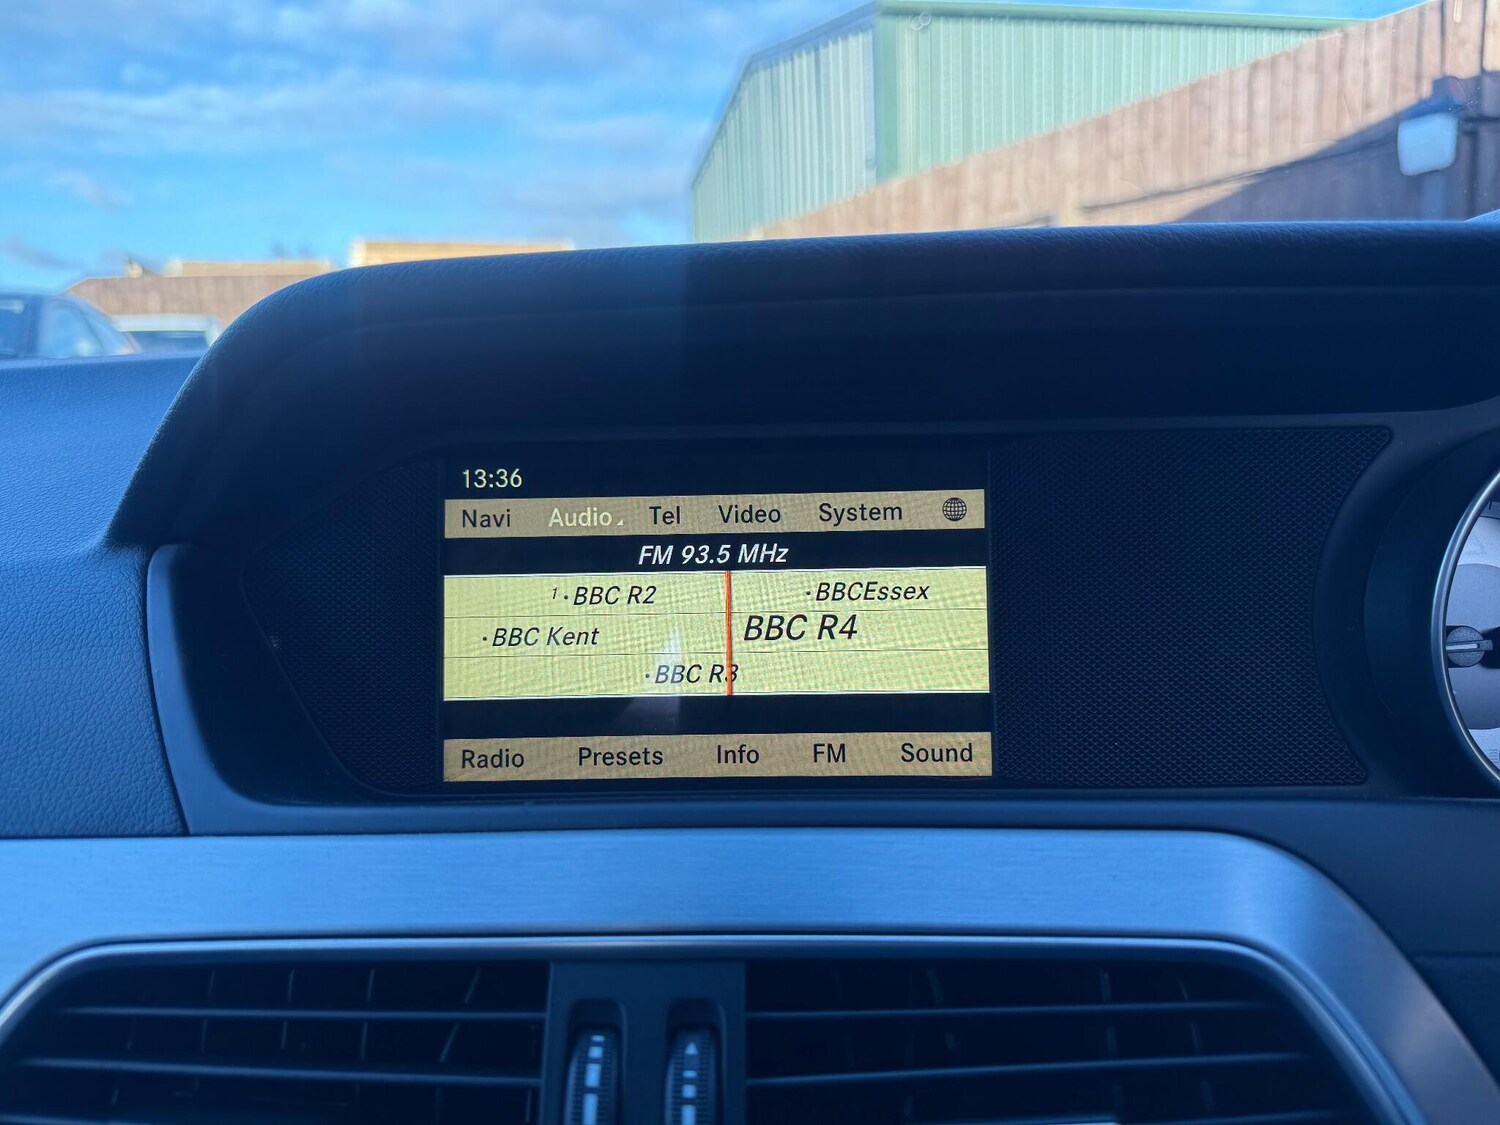 13:36
Navi Audio Tel Video System
FM 93.5 MHz
1 · BBC R2 · BBCEssex
· BBC Kent BBC R4
· BBC R3
Radio Presets Info FM Sound